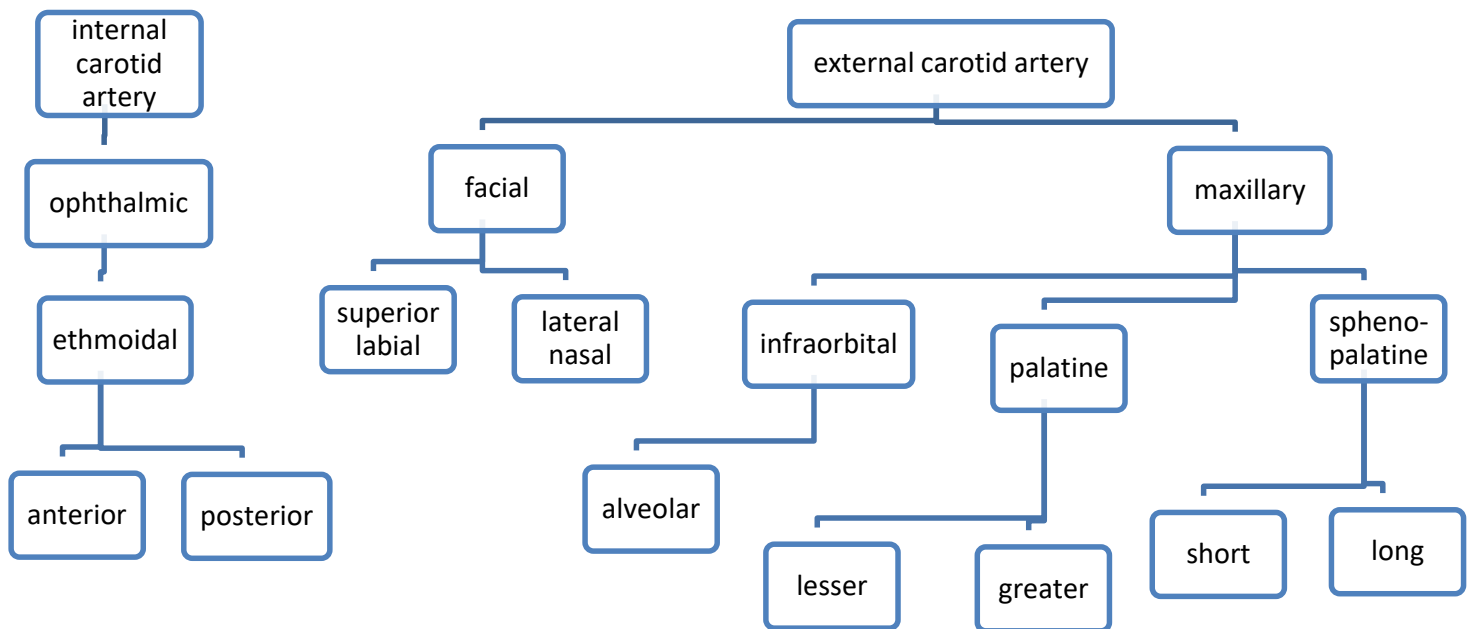 internal
carotid
artery
external carotid artery
ophthalmic
facial
maxillary
ethmoidal
superior
labial
lateral
nasal
infraorbital
palatine
spheno-
palatine
anterior
posterior
alveolar
lesser
greater
short
long